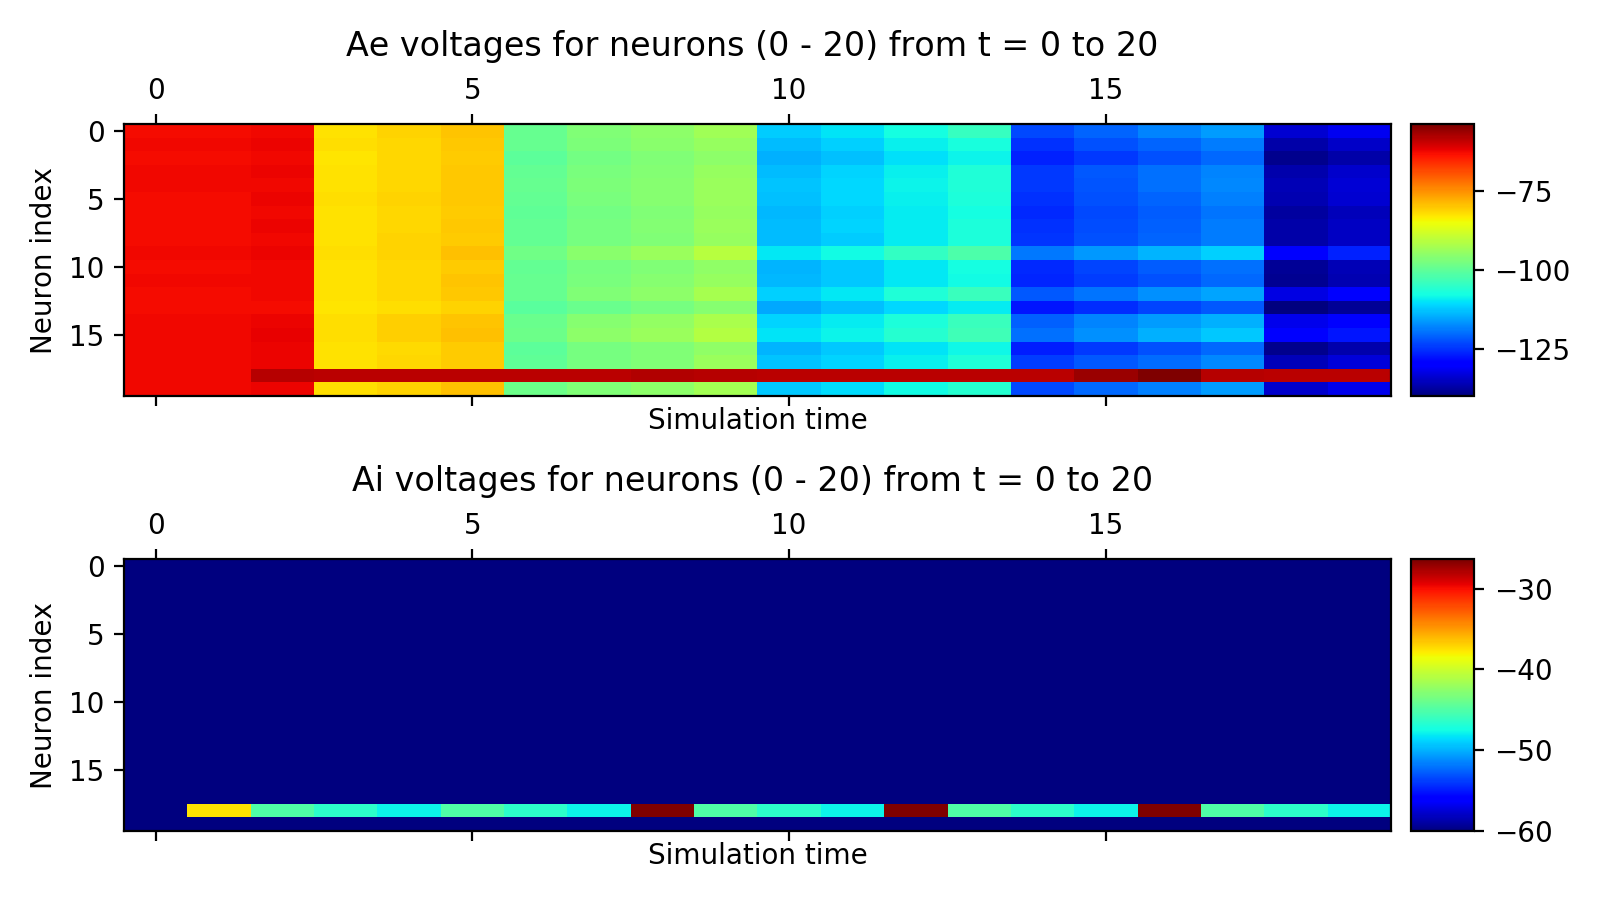 Ae voltages for neurons (0 - 20) from t = 0 to 20
0 5 10 15
Neuron index
0
5
10
15
Simulation time
−75
−100
−125
Ai voltages for neurons (0 - 20) from t = 0 to 20
0 5 10 15
Neuron index
0
5
10
15
Simulation time
−30
−40
−50
−60